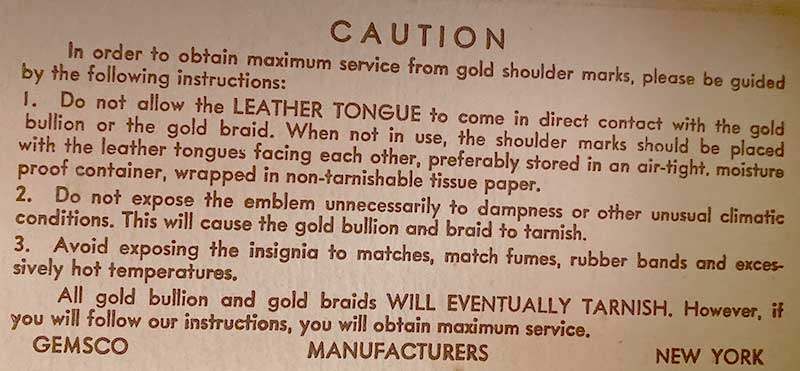 CAUTION
In order to obtain maximum service from gold shoulder marks, please be guided
by the following instructions:
1. Do not allow the LEATHER TONGUE to come in direct contact with the gold
bullion or the gold braid. When not in use, the shoulder marks should be placed
with the leather tongues facing each other, preferably stored in an air-tight, moisture
proof container, wrapped in non-tarnishable tissue paper.
2. Do not expose the emblem unnecessarily to dampness or other unusual climatic
conditions. This will cause the gold bullion and braid to tarnish.
3. Avoid exposing the insignia to matches, match fumes, rubber bands and exces-
sively hot temperatures.
All gold bullion and gold braids WILL EVENTUALLY TARNISH. However, if
you will follow our instructions, you will obtain maximum service.
GEMSCO MANUFACTURERS NEW YORK